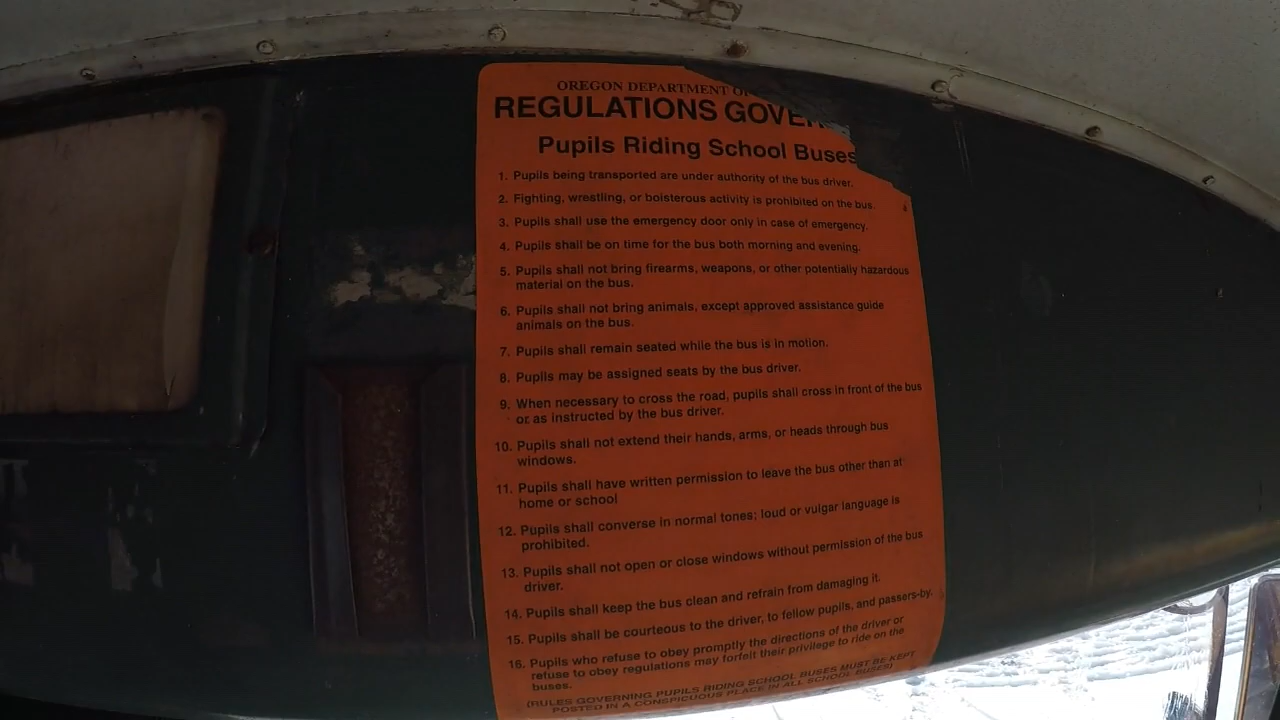 OREGON DEPARTMENT OF
REGULATIONS
Pupils Riding School Buses
1. Pupils being transported are under authority of the bus driver.
2. Fighting, wrestling, or boisterous activity is prohibited on the bus.
3. Pupils shall use the emergency door only in case of emergency.
4. Pupils shall be on time for the bus both morning and evening.
5. Pupils shall not bring firearms, weapons, or other potentially hazardous
material on the bus.
6. Pupils shall not bring animals, except approved assistance guide
animals on the bus.
7. Pupils shall remain seated while the bus is in motion.
8. Pupils may be assigned seats by the bus driver.
9. When necessary to cross the road, pupils shall cross in front of the bus
or as instructed by the bus driver.
10. Pupils shall not extend their hands, arms, or heads through bus
windows.
11. Pupils shall have written permission to leave the bus other than at
home or school
12. Pupils shall converse in normal tones; loud or vulgar language is
prohibited.
13. Pupils shall not open or close windows without permission of the bus
driver.
14. Pupils shall keep the bus clean and refrain from damaging it.
15. Pupils shall be courteous to the driver, to fellow pupils, and passers-by.
16. Pupils who refuse to obey promptly the directions of the driver or
refuse to obey regulations may forfeit their privilege to ride on the
buses.
(RULES GOVERNING PUPILS RIDING SCHOOL BUSES MUST BE KEPT
POSTED IN A CONSPICUOUS PLACE IN ALL SCHOOL BUSES)